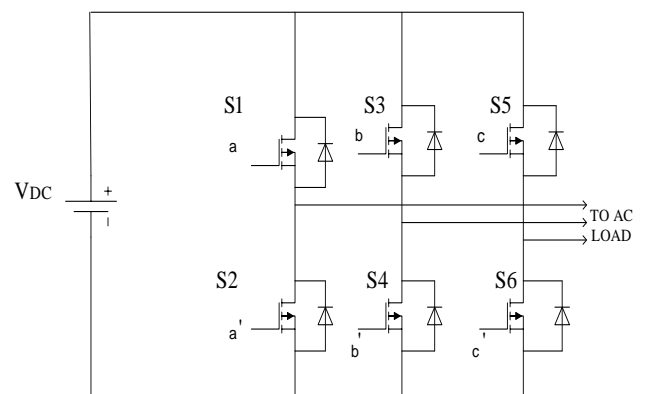 S1 S3 S5
a b c
VDC + -
TO AC
LOAD
S2 S4 S6
a' b' c'